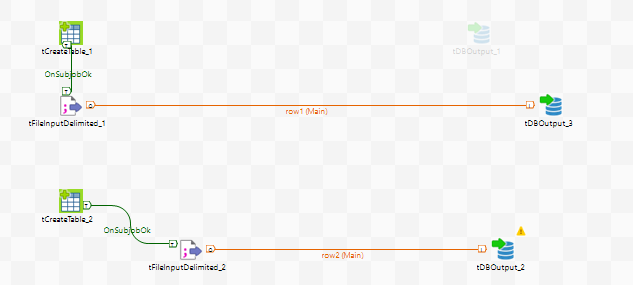 tCreateTable_1
tDBOutput_1
OnSubjobOk
row1 (Main)
tFileInputDelimited_1
tDBOutput_3
tCreateTable_2
OnSubjobOk
row2 (Main)
tFileInputDelimited_2
tDBOutput_2